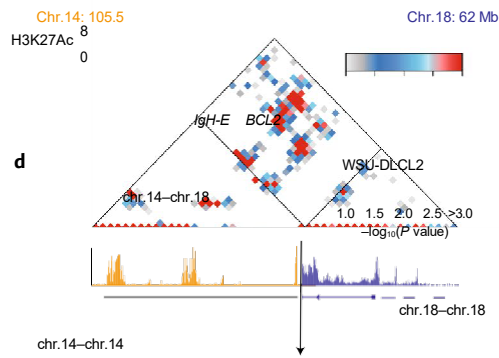 Chr.14: 105.5
Chr.18: 62 Mb
H3K27Ac
8
0
IgH-E BCL2
d
WSU-DLCL2
chr.14–chr.18
1.0 1.5 2.0 2.5 >3.0
–log10(P value)
chr.18–chr.18
chr.14–chr.14